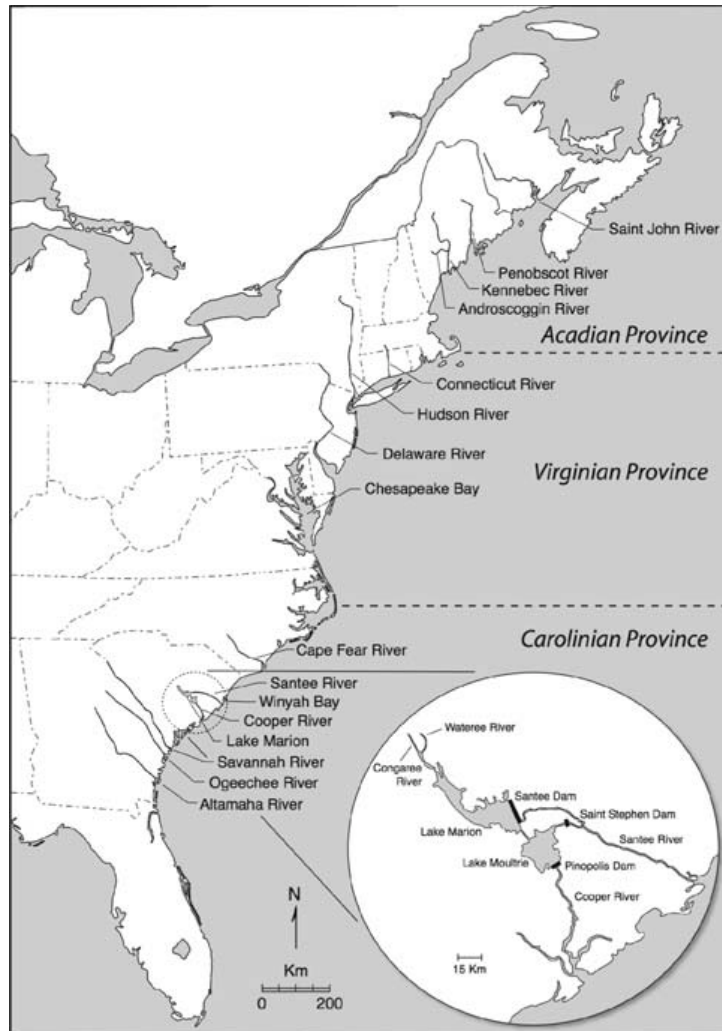 Saint John River
Penobscot River
Kennebec River
Androscoggin River
Acadian Province
Connecticut River
Hudson River
Delaware River
Virginian Province
Chesapeake Bay
Carolinian Province
Cape Fear River
Santee River
Winyah Bay
Cooper River
Lake Marion
Savannah River
Ogeechee River
Altamaha River
Wateree River
Congaree
River
Santee Dam
Saint Stephen Dam
Lake Marion
Santee River
Lake Moultrie
Pinopolis Dam
Cooper River
15 Km
N
Km
0 200